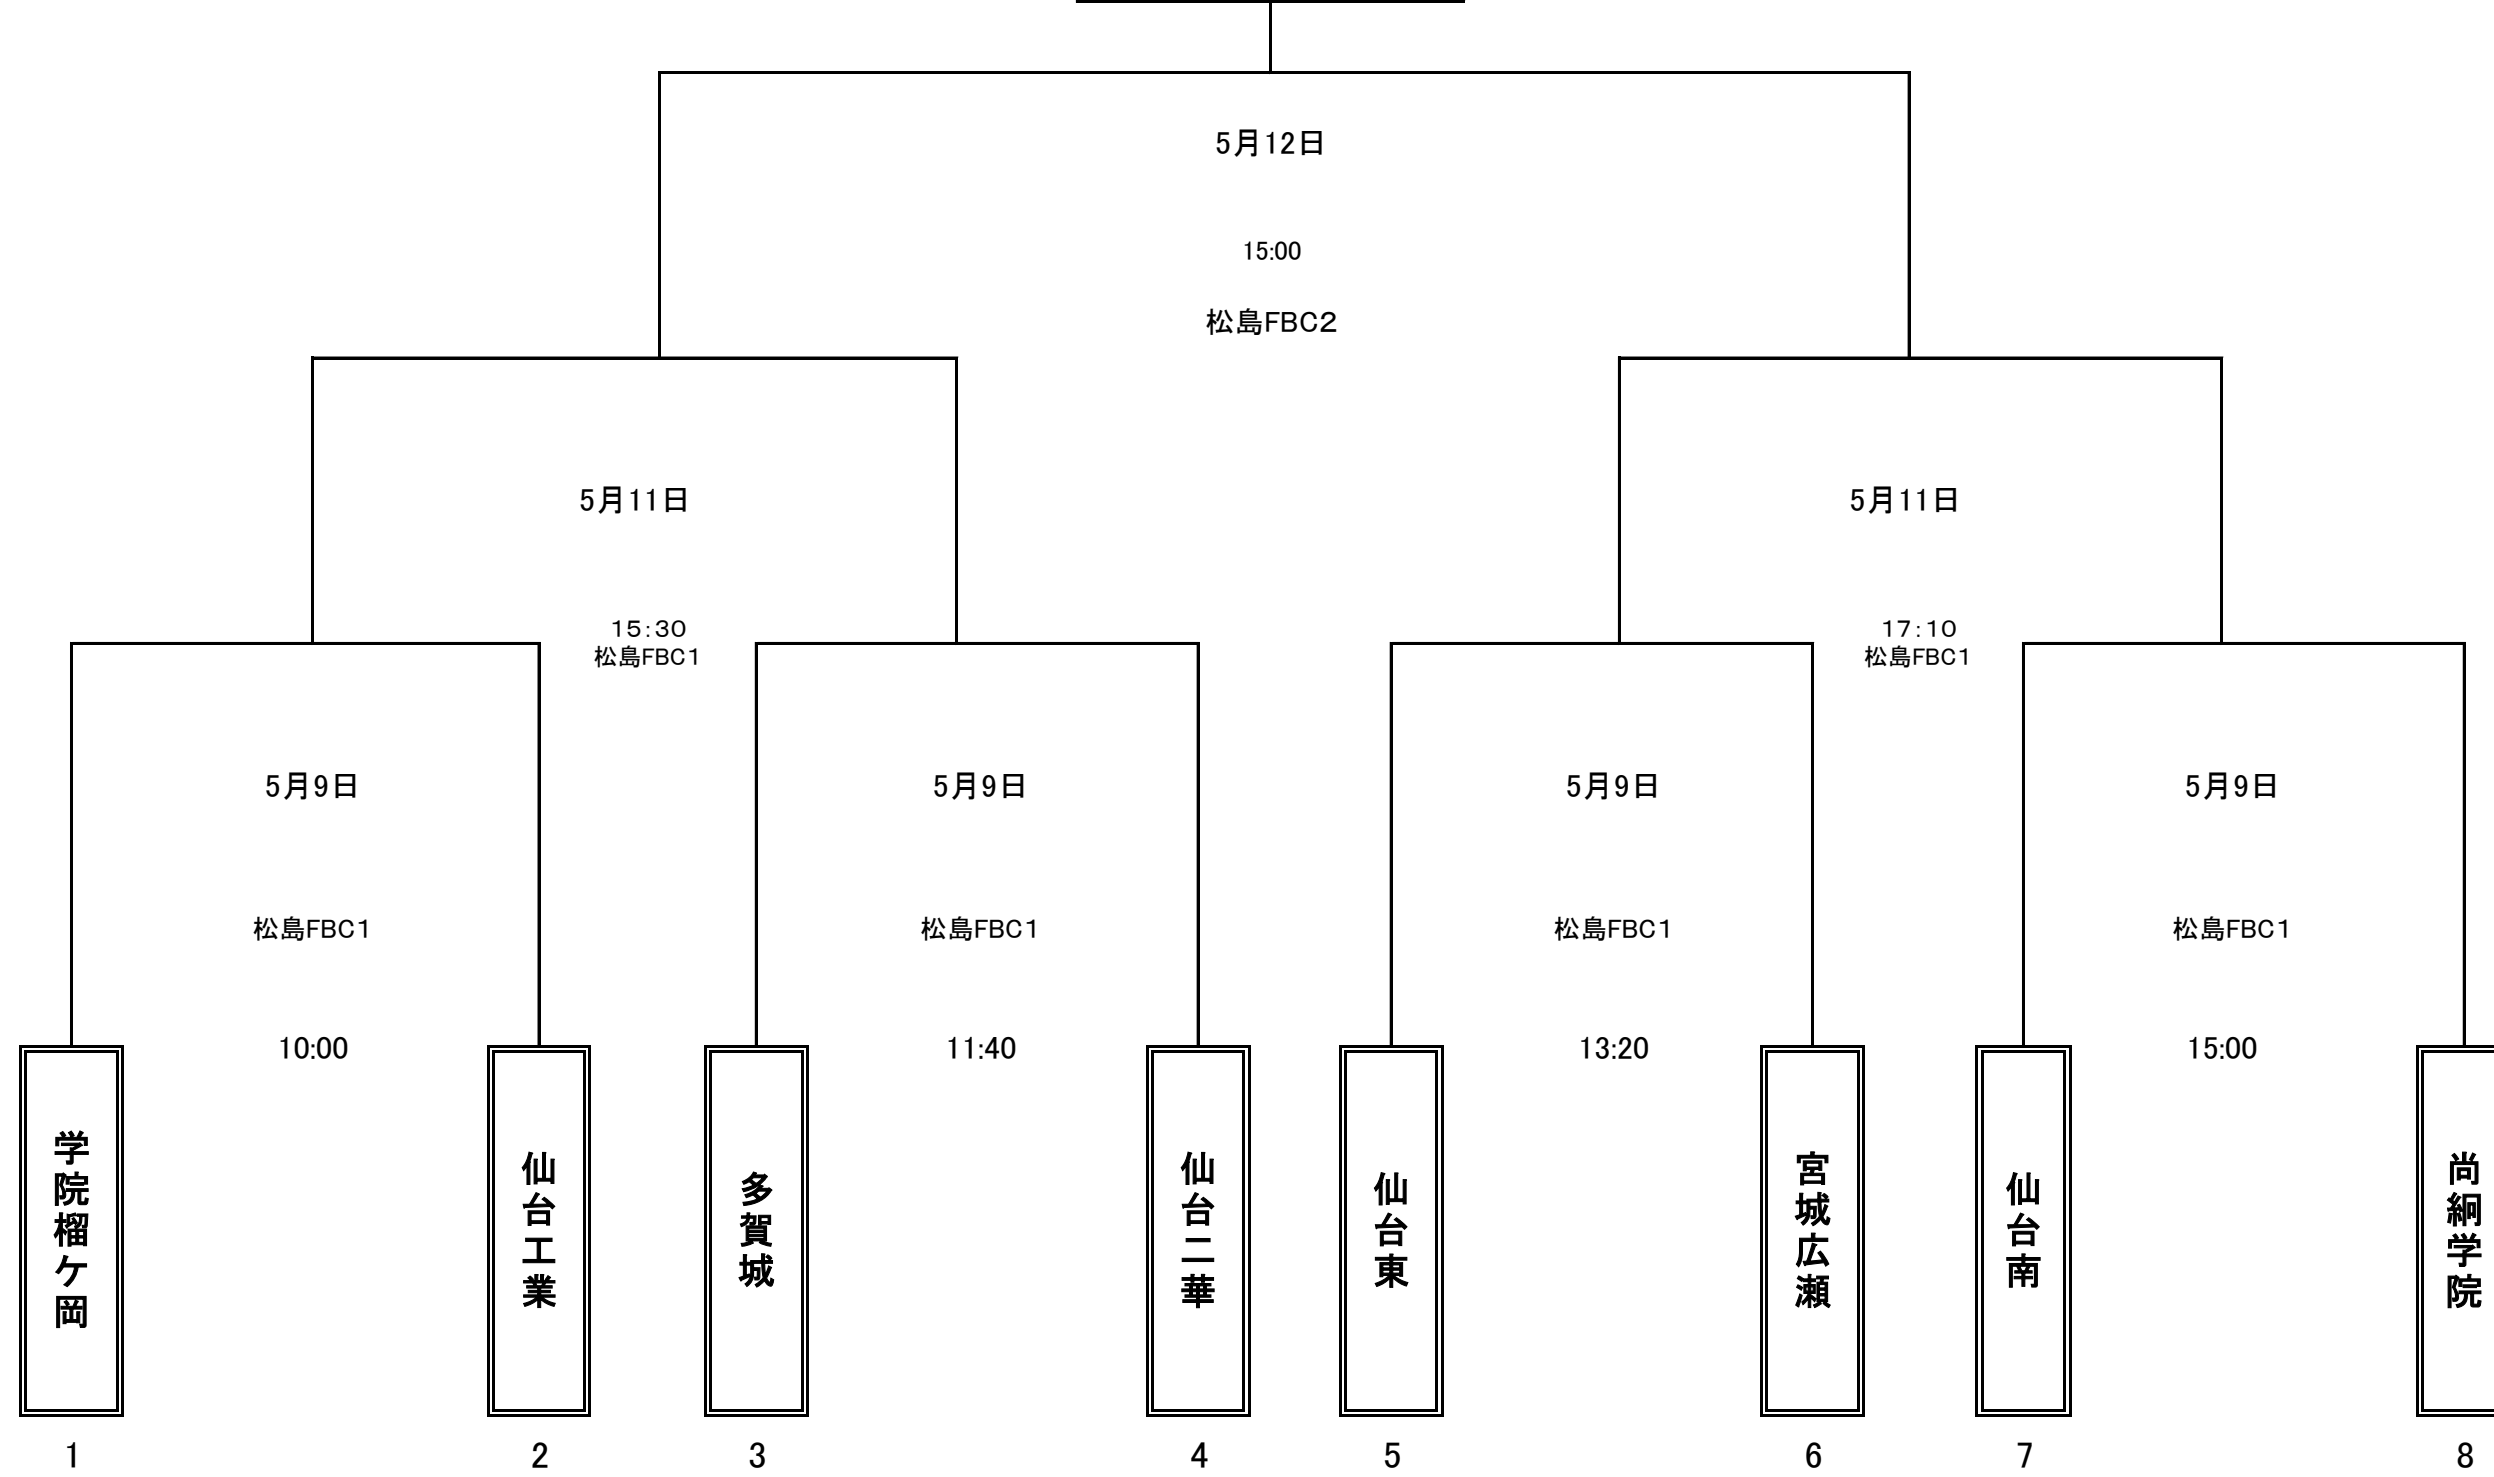 5月12日
15:00
松島FBC2
5月11日
5月11日
15：30
松島FBC1
17：10
松島FBC1
5月9日
5月9日
5月9日
5月9日
松島FBC1
松島FBC1
松島FBC1
松島FBC1
10:00
11:40
13:20
15:00
学院榴ケ岡
仙台工業
多賀城
仙台二華
仙台東
宮城広瀬
仙台南
尚絅学院
1
2
3
4
5
6
7
8